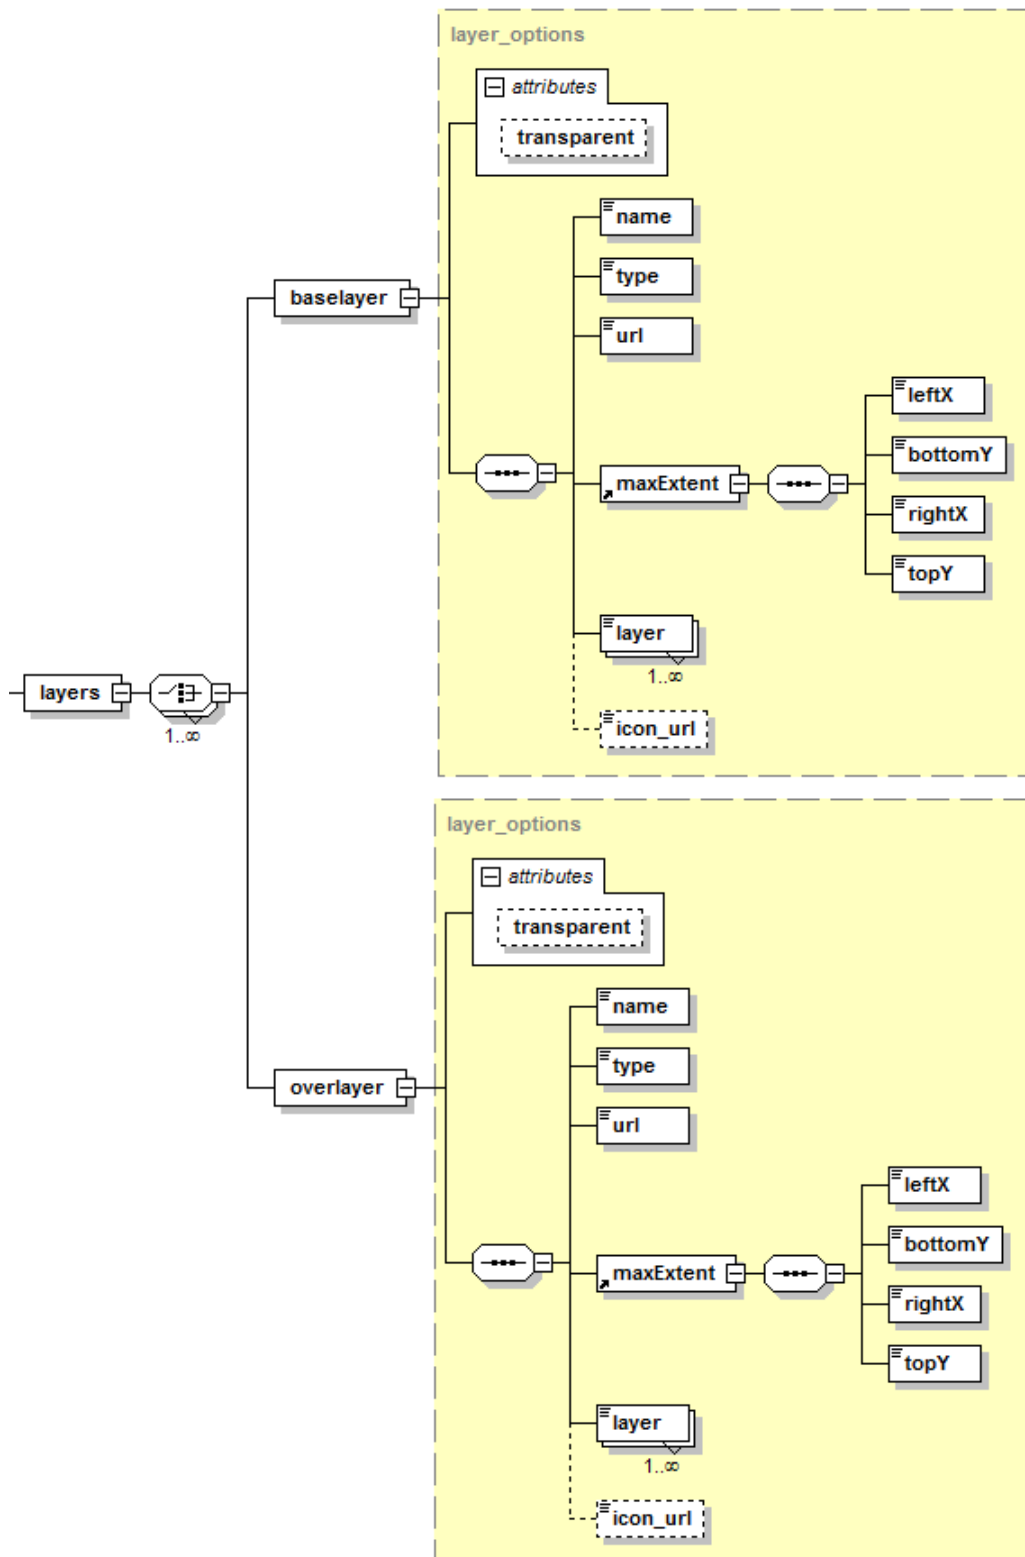 layer_options
attributes
transparent
name
type
baselayer
url
leftX
bottomY
maxExtent
rightX
topY
layer
1..∞
layers
1..∞
icon_url
layer_options
attributes
transparent
name
type
overlayer
url
leftX
bottomY
maxExtent
rightX
topY
layer
1..∞
icon_url